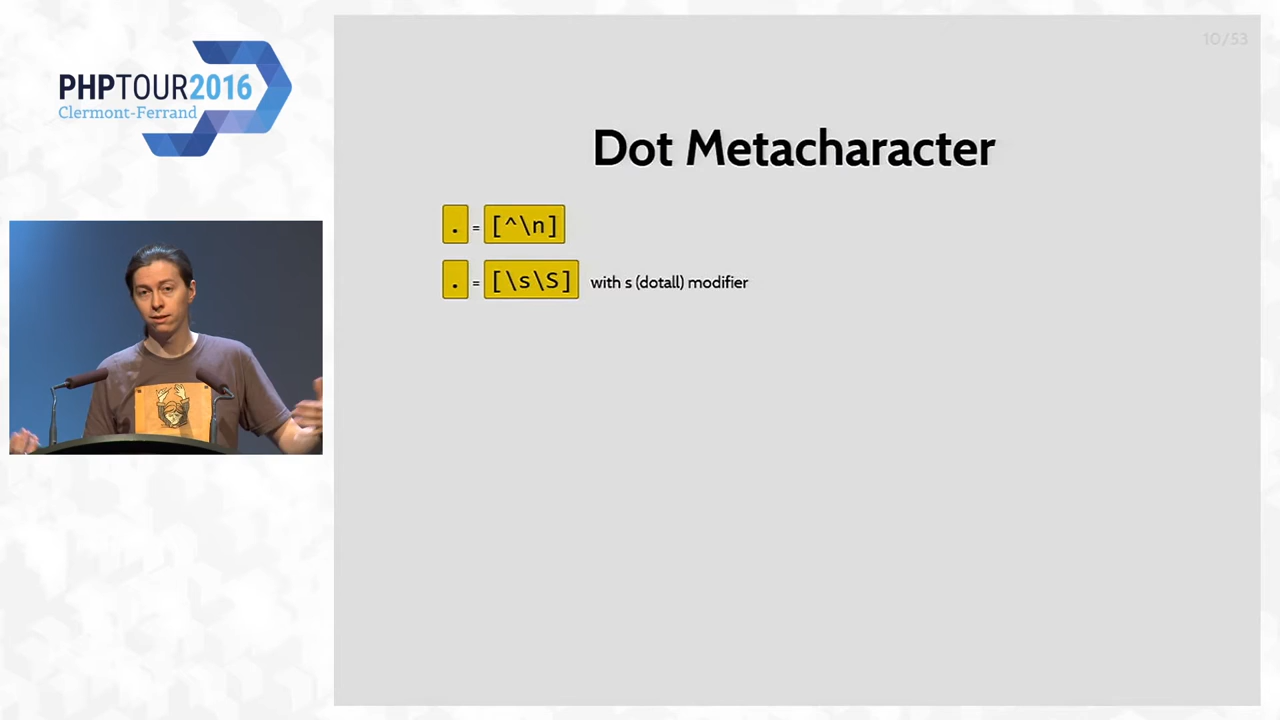 PHPTOUR2016
Clermont-Ferrand
10/53
Dot Metacharacter
. = [^\n]
. = [\s\S] with s (dotall) modifier